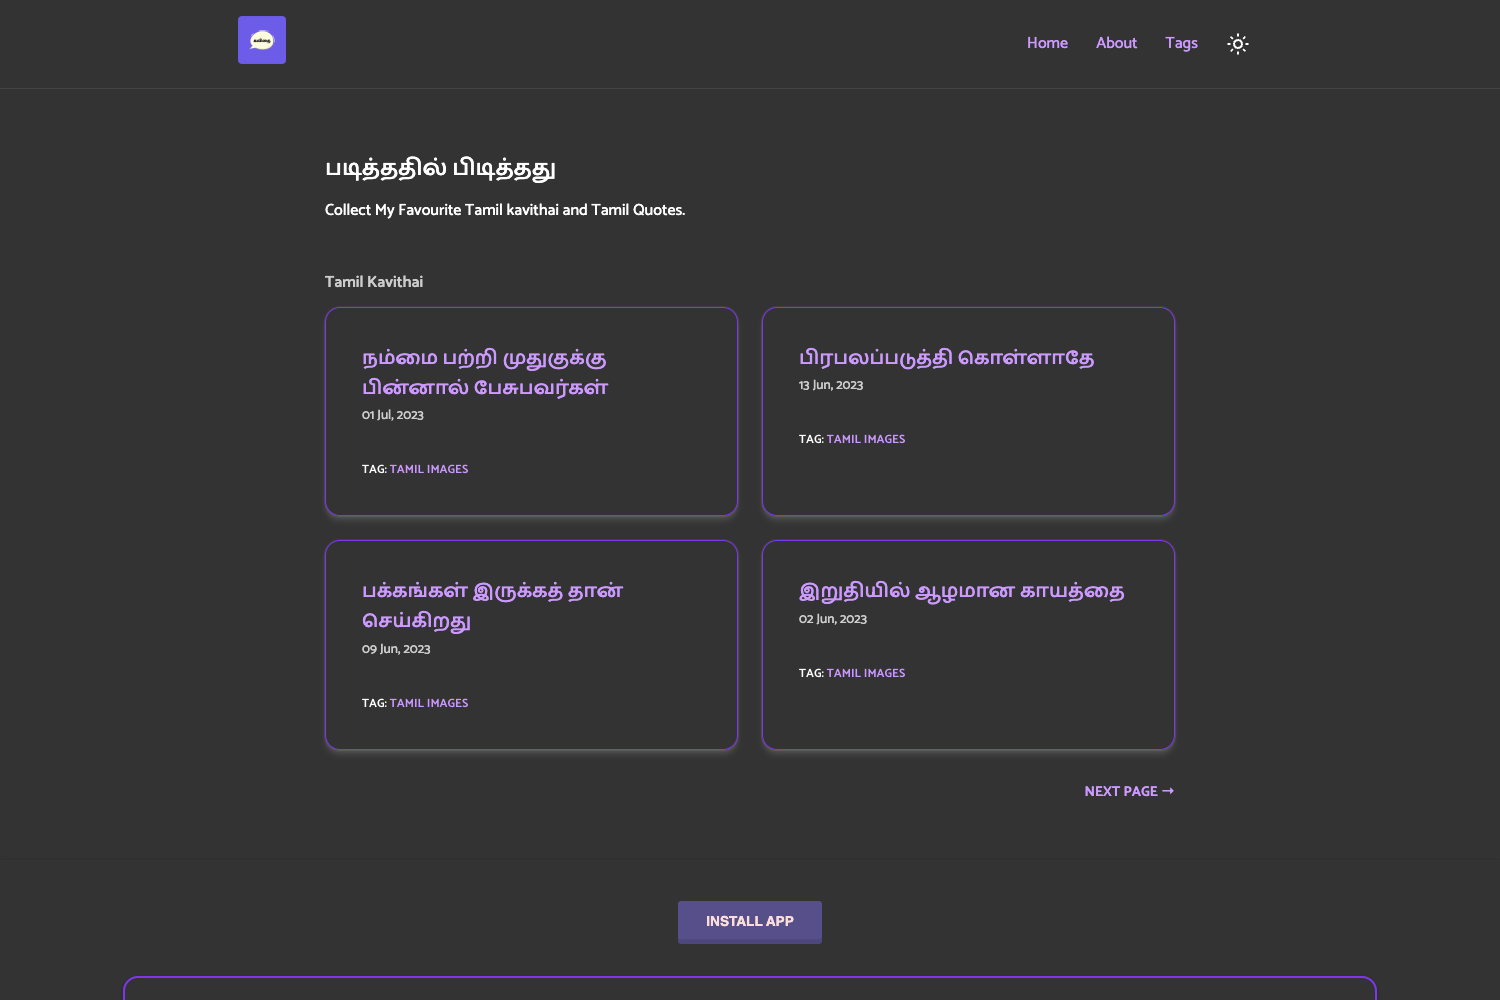 Home About Tags
படித்ததில் பிடித்தது
Collect My Favourite Tamil kavithai and Tamil Quotes.
Tamil Kavithai
நம்மை பற்றி முதுகுக்கு
பின்னால் பேசுபவர்கள்
01 Jul, 2023
TAG: TAMIL IMAGES
பிரபலப்படுத்தி கொள்ளாதே
13 Jun, 2023
TAG: TAMIL IMAGES
பக்கங்கள் இருக்கத் தான்
செய்கிறது
09 Jun, 2023
TAG: TAMIL IMAGES
இறுதியில் ஆழமான காயத்தை
02 Jun, 2023
TAG: TAMIL IMAGES
NEXT PAGE →
INSTALL APP